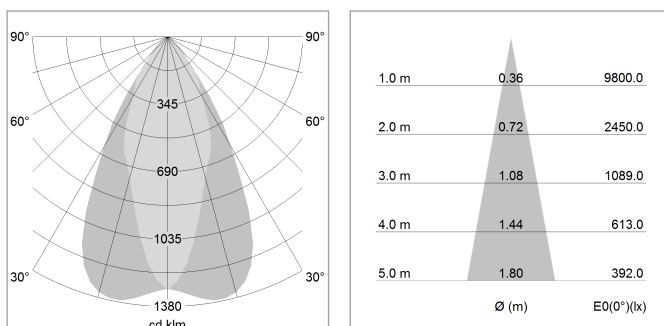 90° 90°
345
60° 60°
690
1035
30° 30°
1380
cd klm
1.0 m 0.36 9800.0
2.0 m 0.72 2450.0
3.0 m 1.08 1089.0
4.0 m 1.44 613.0
5.0 m 1.80 392.0
Ø (m) E0(0°)(lx)